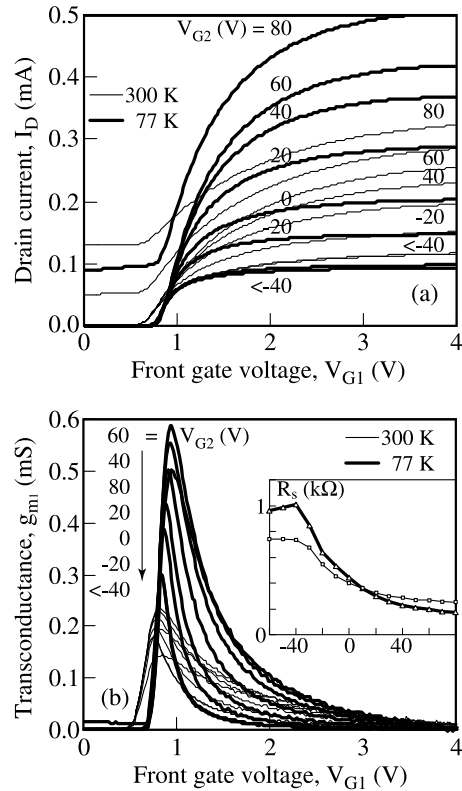 0.5
0.4
0.3
0.2
0.1
0.0
Drain current, I_D (mA)
V_G2 (V) = 80
300 K
77 K
60
40
20
0
-20
<-40
80
60
40
-20
<-40
(a)
0 1 2 3 4
Front gate voltage, V_G1 (V)
0.6
0.5
0.4
0.3
0.2
0.1
0.0
Transconductance, g_m1 (mS)
60 = V_G2 (V)
40
80
20
0
-20
<-40
300 K
77 K
R_s (kΩ)
1
0
-40 0 40
(b)
0 1 2 3 4
Front gate voltage, V_G1 (V)